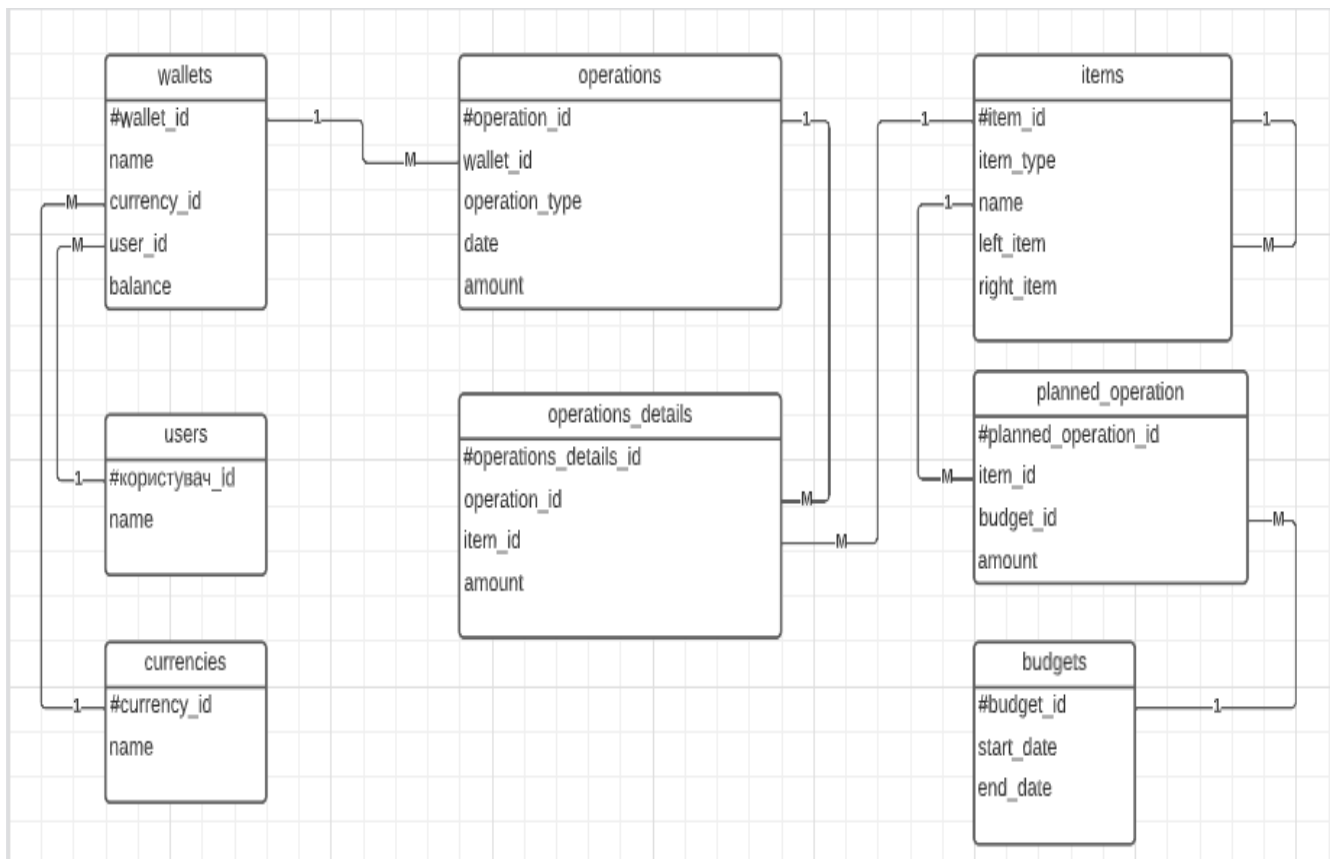 wallets
#wallet_id
name
currency_id
user_id
balance
operations
#operation_id
wallet_id
operation_type
date
amount
items
#item_id
item_type
name
left_item
right_item
1
M
1
1
1
M
M
1
M
users
#користувач_id
name
1
operations_details
#operations_details_id
operation_id
item_id
amount
M
M
planned_operation
#planned_operation_id
item_id
budget_id
amount
M
M
currencies
#currency_id
name
1
budgets
#budget_id
start_date
end_date
1